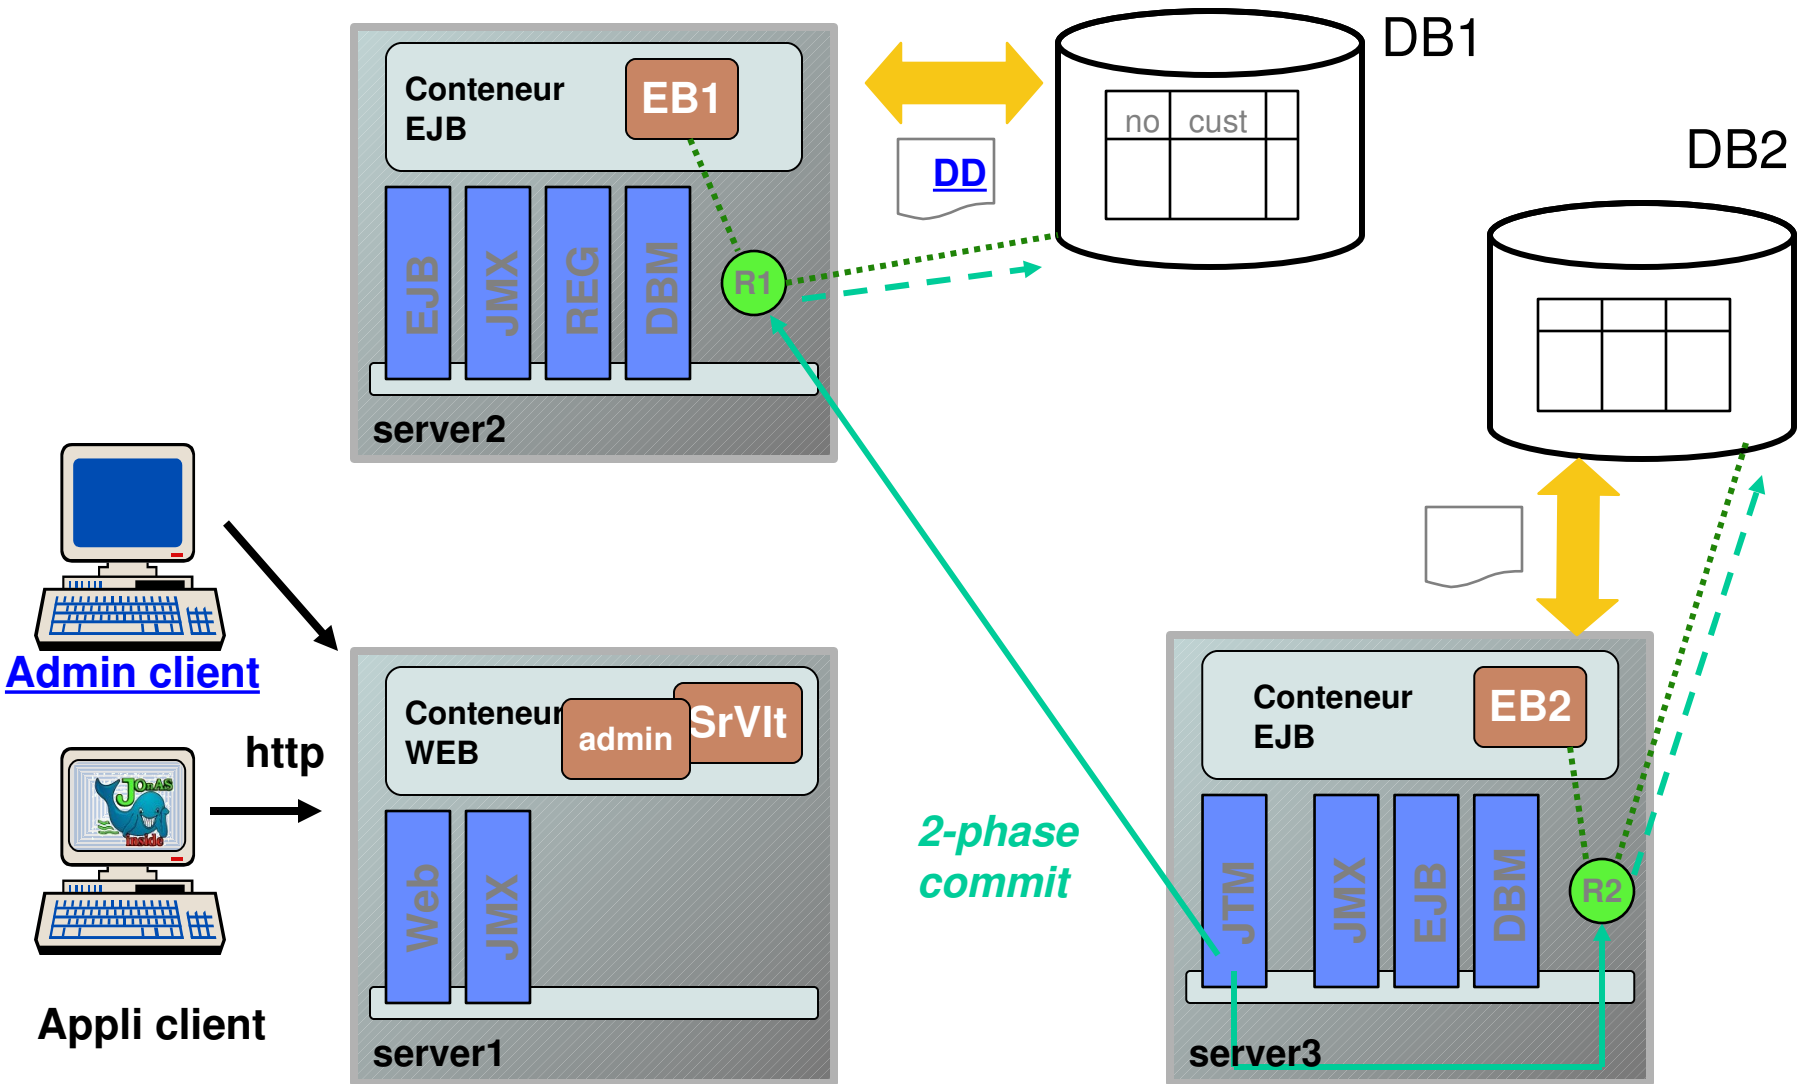 DB1
Conteneur
EJB
EB1
no cust
DD
DB2
EJB
JMX
REG
DBM
R1
server2
Admin client
http
JOnAS
inside
Appli client
Conteneur
WEB
admin
SrVlt
Web
JMX
server1
2-phase
commit
Conteneur
EJB
EB2
JTM
JMX
EJB
DBM
R2
server3